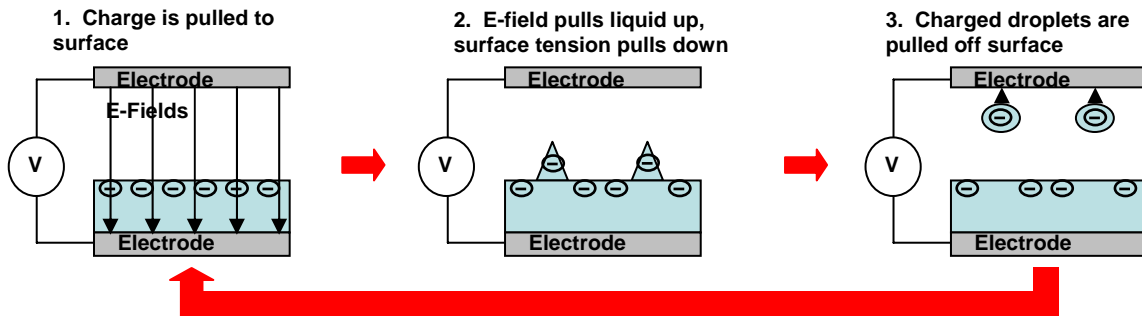 1. Charge is pulled to
surface
Electrode
E-Fields
V
Electrode
2. E-field pulls liquid up,
surface tension pulls down
Electrode
V
Electrode
3. Charged droplets are
pulled off surface
Electrode
V
Electrode